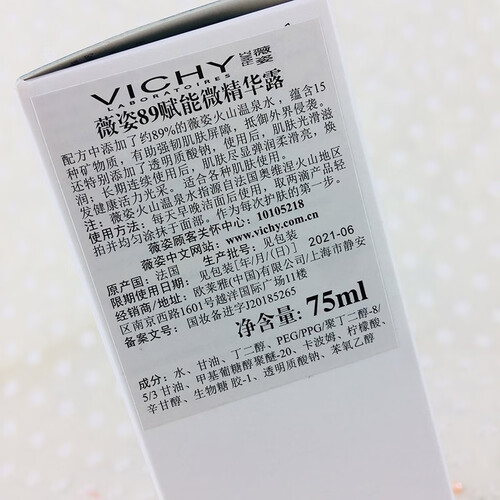 VICHY 薇姿
LABORATOIRES
薇姿89赋能微精华露
配方中添加了约89%的薇姿火山温泉水，蕴含15
种矿物质，有助强韧肌肤屏障，抵御外界侵袭。
还特别添加了透明质酸钠，使用后，肌肤光滑滋
润；长期连续使用后，肌肤尽显弹润柔滑亮，焕
发健康活力光采。适合各种肌肤使用。
注：薇姿火山温泉水指源自法国奥维涅火山地区
使用方法：每天早晚洁面后使用，取两滴产品轻
拍并均匀涂抹于面部。作为每次护肤的第一步。
薇姿顾客关怀中心：10105218
薇姿中文网站：www.vichy.com.cn
原产国：法国 生产批号：见包装
限期使用日期：见包装[年/月/(日)] 2021-06
经销商/地址：欧莱雅(中国)有限公司/上海市静安
区南京西路1601号越洋国际广场11楼
备案文号：国妆备进字J20185265
净含量：75ml
成分：水、甘油、丁二醇、PEG/PPG/聚丁二醇-8/
5/3 甘油、甲基葡糖醇聚醚-20、卡波姆、柠檬酸、
辛甘醇、生物糖 胶-1、透明质酸钠、苯氧乙醇